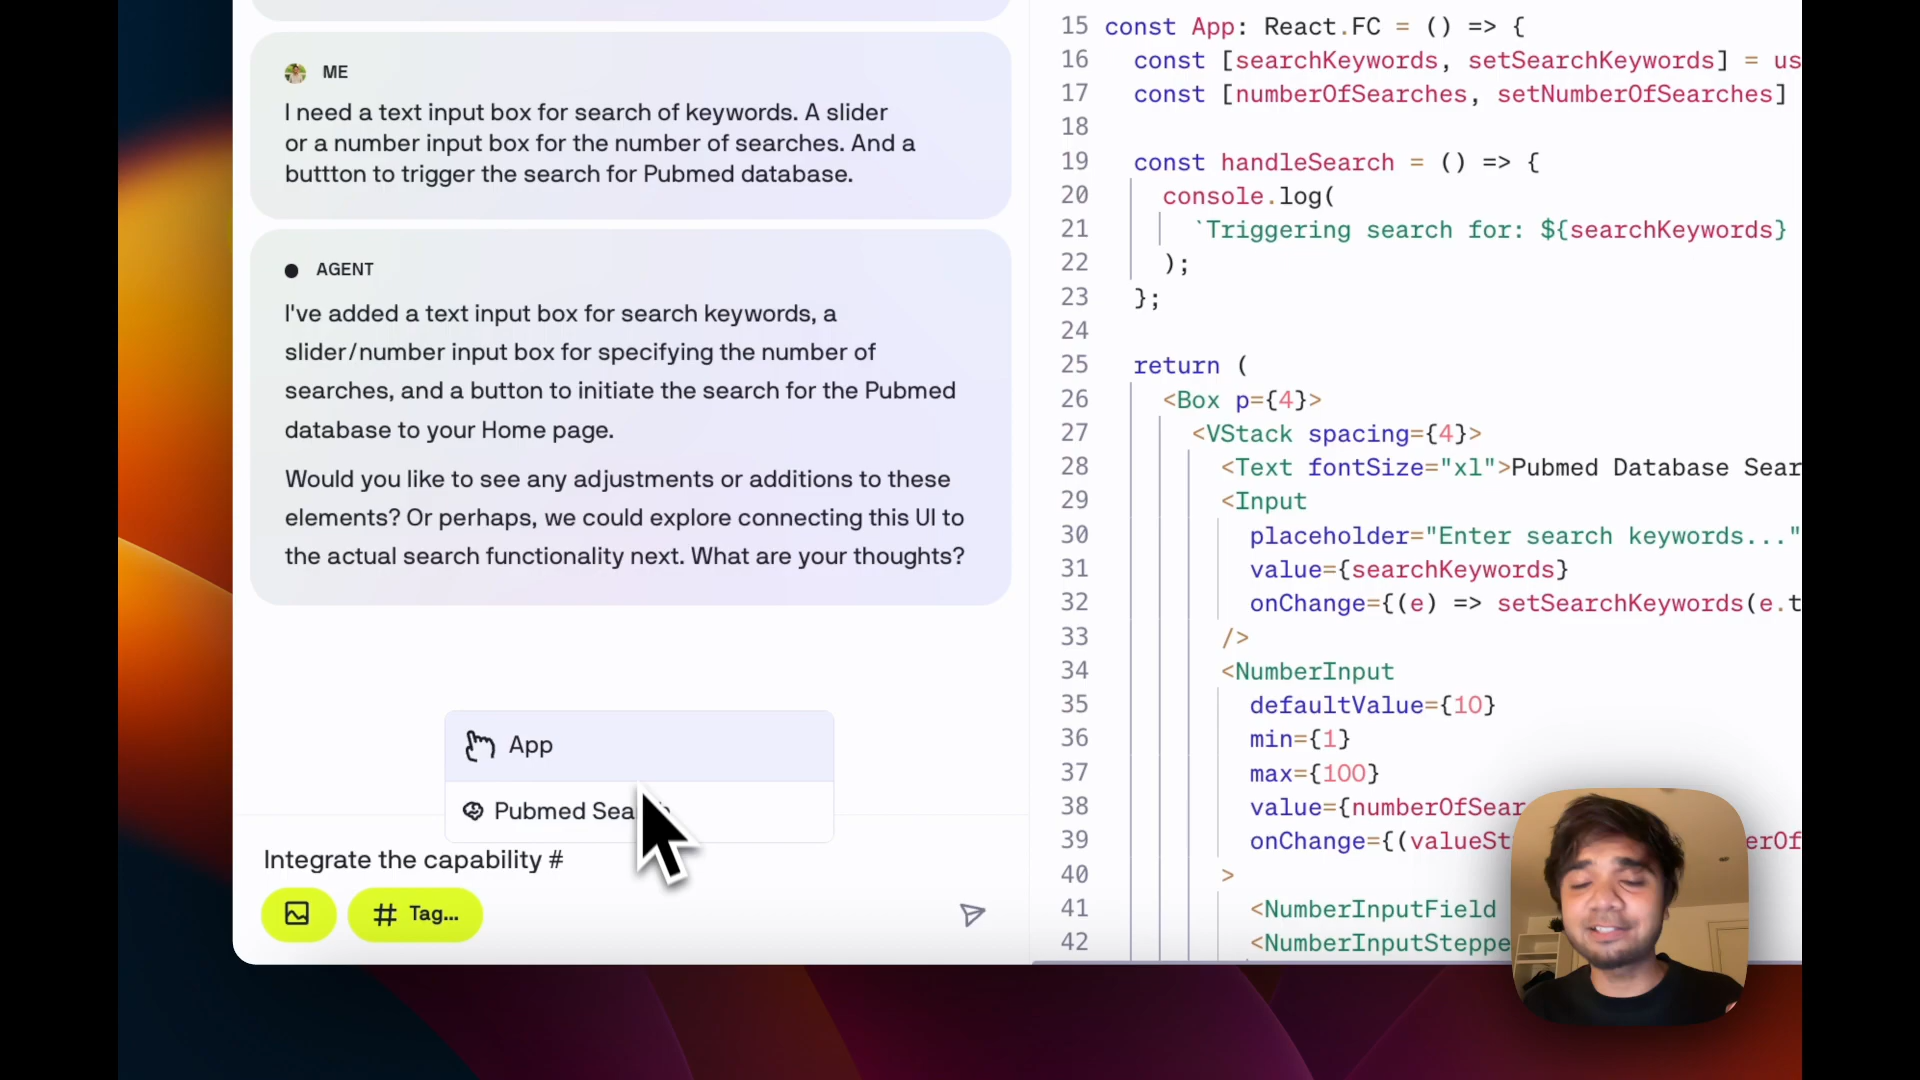 ME
I need a text input box for search of keywords. A slider
or a number input box for the number of searches. And a
buttton to trigger the search for Pubmed database.
AGENT
I've added a text input box for search keywords, a
slider/number input box for specifying the number of
searches, and a button to initiate the search for the Pubmed
database to your Home page.
Would you like to see any adjustments or additions to these
elements? Or perhaps, we could explore connecting this UI to
the actual search functionality next. What are your thoughts?
App
Pubmed Sea
Integrate the capability #
# Tag...
15 const App: React.FC = () => {
16 const [searchKeywords, setSearchKeywords] = us
17 const [numberOfSearches, setNumberOfSearches]
18
19 const handleSearch = () => {
20 console.log(
21 `Triggering search for: ${searchKeywords}
22 );
23 };
24
25 return (
26 <Box p={4}>
27 <VStack spacing={4}>
28 <Text fontSize="xl">Pubmed Database Sear
29 <Input
30 placeholder="Enter search keywords..."
31 value={searchKeywords}
32 onChange={(e) => setSearchKeywords(e.t
33 />
34 <NumberInput
35 defaultValue={10}
36 min={1}
37 max={100}
38 value={numberOfSear
39 onChange={(valueSt erOf
40 >
41 <NumberInputField
42 <NumberInputSteppe